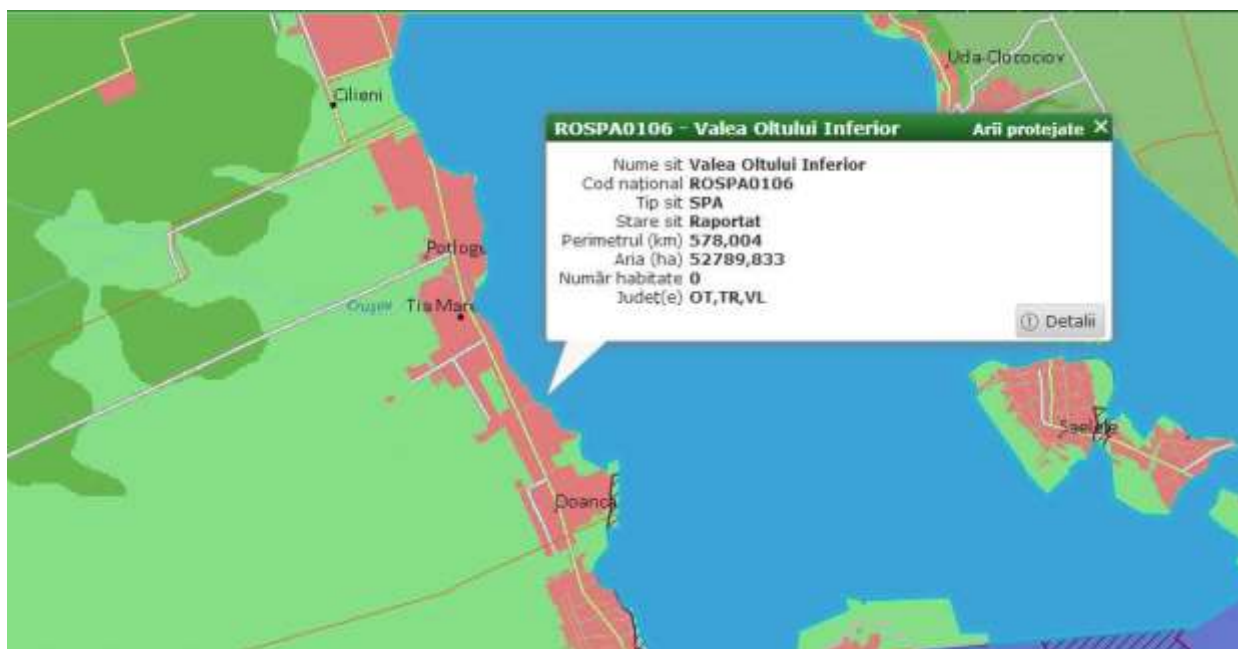 Uda-Clocociov
Cilieni
ROSPA0106 - Valea Oltului Inferior Arii protejate ×
Nume sit Valea Oltului Inferior
Cod național ROSPA0106
Tip sit SPA
Stare sit Raportat
Perimetrul (km) 578,004
Aria (ha) 52789,833
Număr habitate 0
Județ(e) OT,TR,VL
Detalii
Potlogu
Crușov Tia Mare
Saelele
Doanca